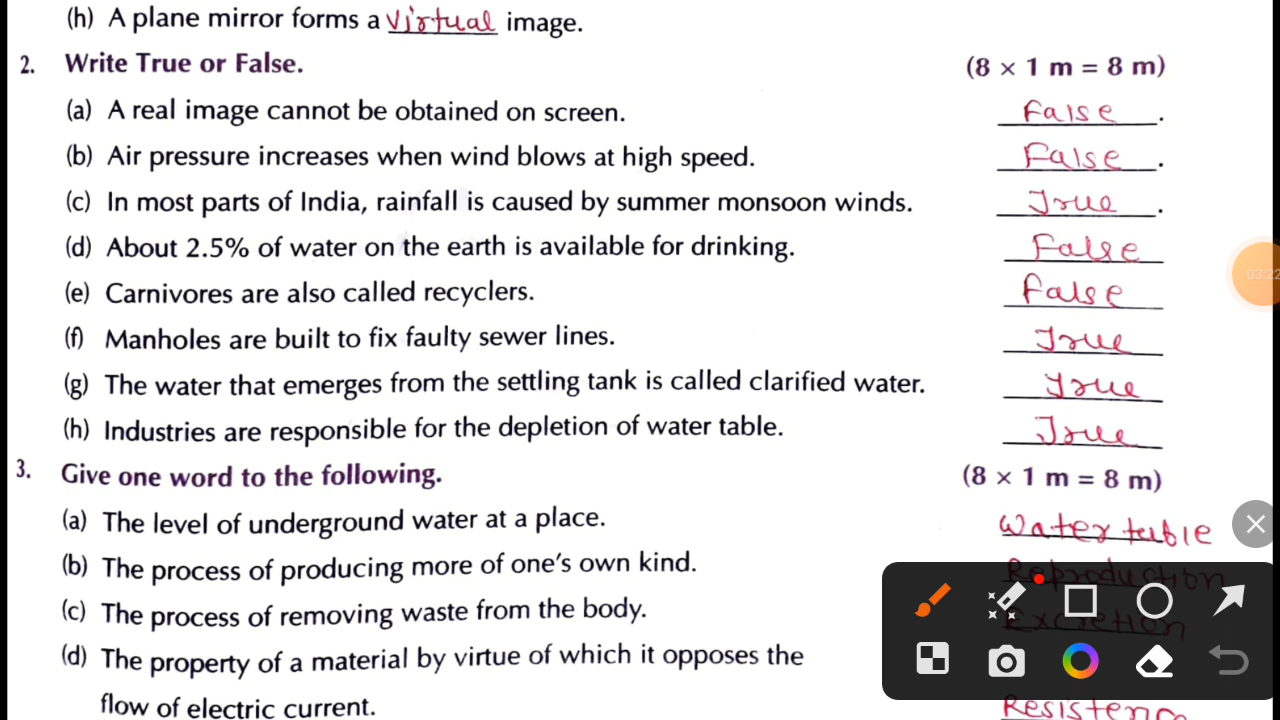 (h) A plane mirror forms a virtual image.
2. Write True or False. (8 × 1 m = 8 m)
(a) A real image cannot be obtained on screen. False.
(b) Air pressure increases when wind blows at high speed. False.
(c) In most parts of India, rainfall is caused by summer monsoon winds. True.
(d) About 2.5% of water on the earth is available for drinking. False
(e) Carnivores are also called recyclers. False
(f) Manholes are built to fix faulty sewer lines. True
(g) The water that emerges from the settling tank is called clarified water. True
(h) Industries are responsible for the depletion of water table. True
3. Give one word to the following. (8 × 1 m = 8 m)
(a) The level of underground water at a place. Water table
(b) The process of producing more of one's own kind. Reproduction
(c) The process of removing waste from the body. Excretion
(d) The property of a material by virtue of which it opposes the
flow of electric current.
03:22